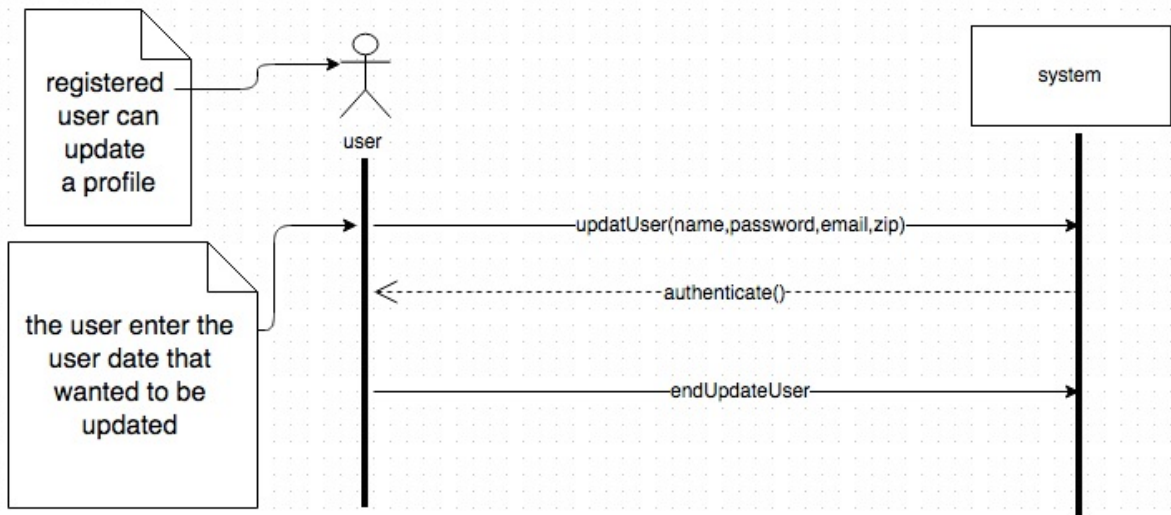 registered
user can
update
a profile
user
system
updatUser(name,password,email,zip)
the user enter the
user date that
wanted to be
updated
authenticate()
endUpdateUser